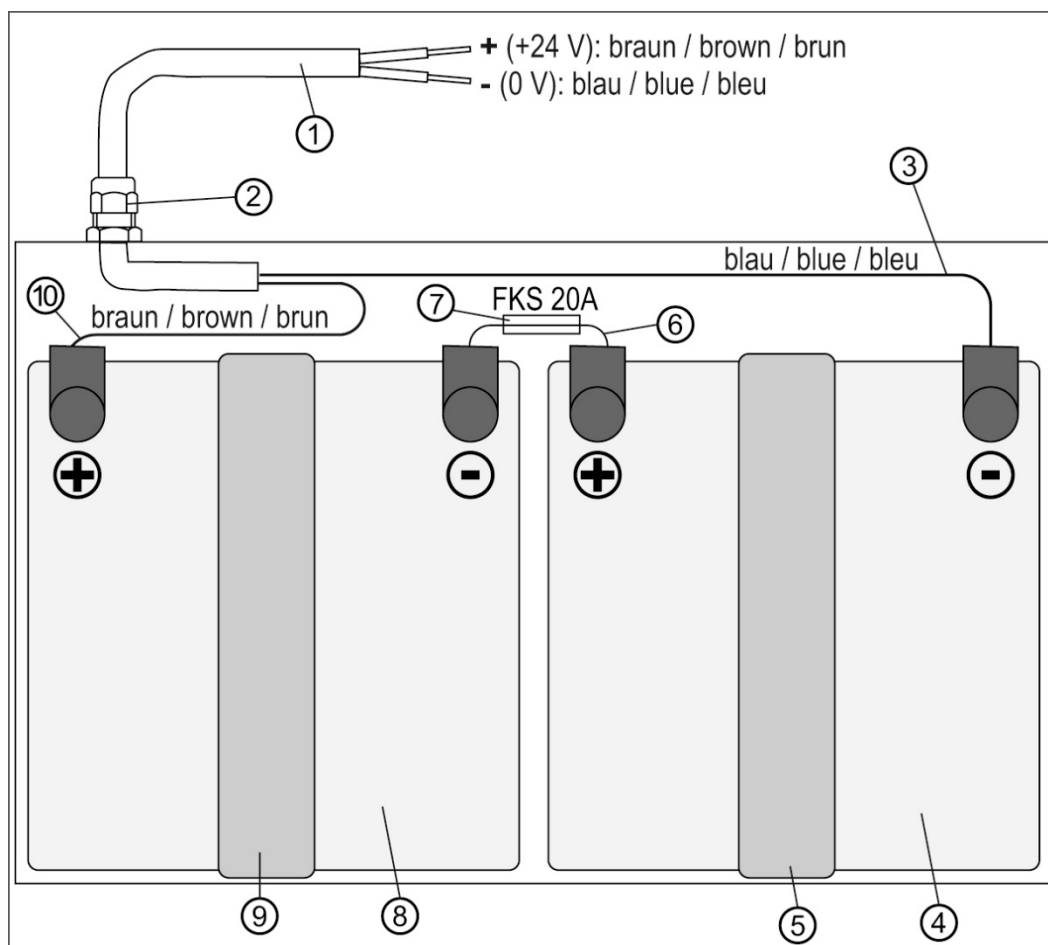 + (+24 V): braun / brown / brun
- (0 V): blau / blue / bleu
1
2
3
blau / blue / bleu
10
braun / brown / brun
7
FKS 20A
6
+
-
+
-
9
8
5
4